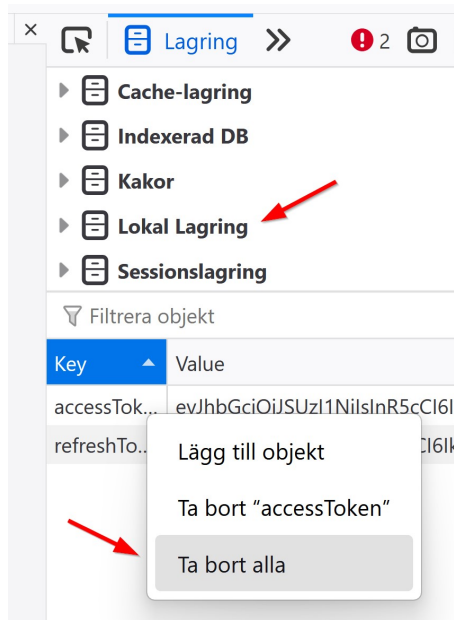 Lagring 2
Cache-lagring
Indexerad DB
Kakor
Lokal Lagring
Sessionslagring
Filtrera objekt
Key Value
accessTok...
refreshTo...
Lägg till objekt
Ta bort “accessToken”
Ta bort alla